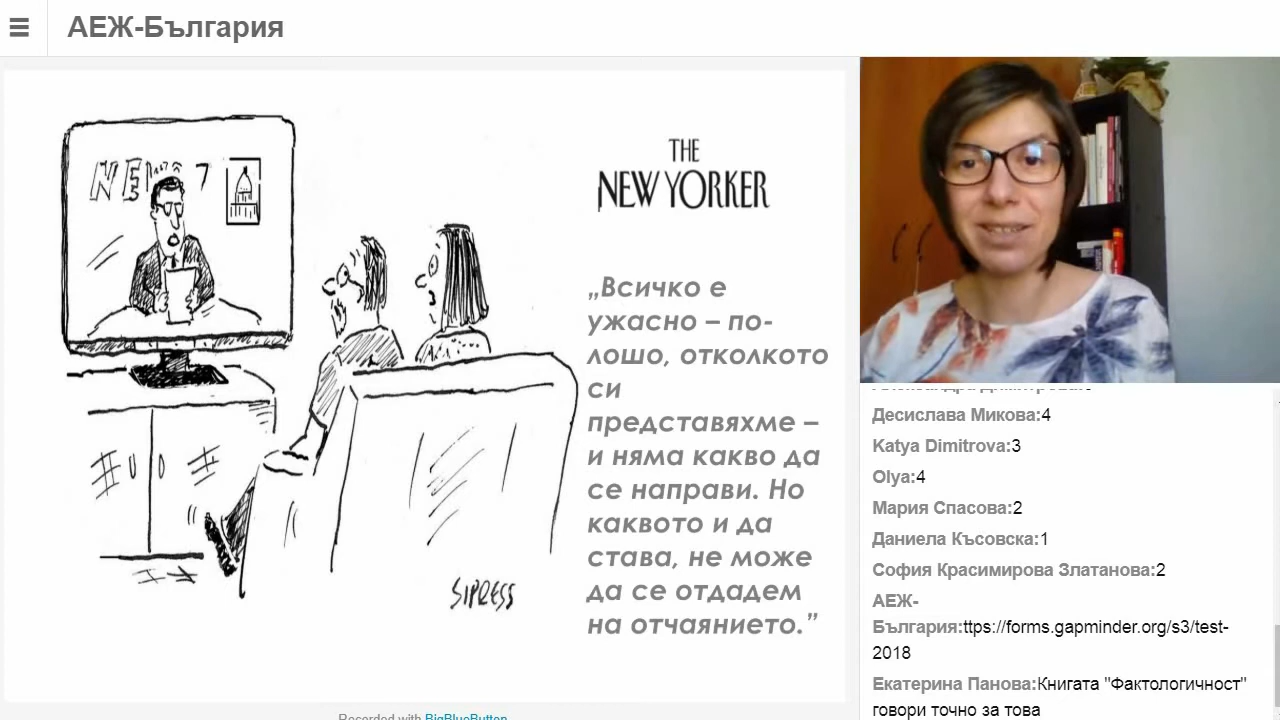 АЕЖ-България
NE
7
THE
NEW YORKER
„Всичко е
ужасно – по-
лошо, отколкото
си
представяхме –
и няма какво да
се направи. Но
каквото и да
става, не може
да се отдадем
на отчаянието.”
SIPRESS
Десислава Микова:4
Katya Dimitrova:3
Olya:4
Мария Спасова:2
Даниела Късовска:1
София Красимирова Златанова:2
АЕЖ-
България:ttps://forms.gapminder.org/s3/test-
2018
Екатерина Панова:Книгата "Фактологичност"
говори точно за това
Recorded with BigBlueButton